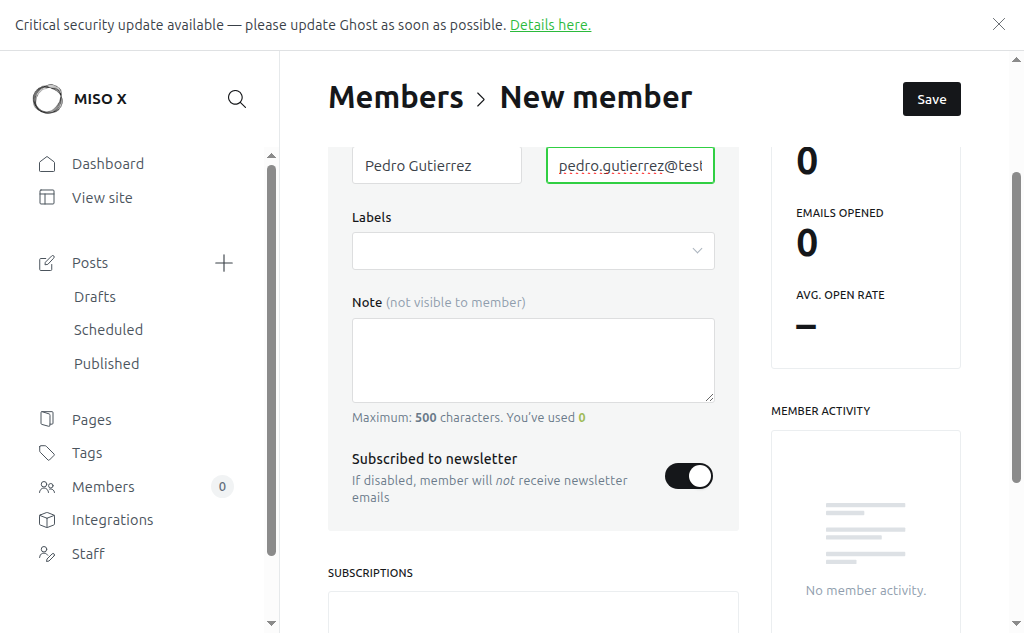 Critical security update available — please update Ghost as soon as possible. Details here.
MISO X
Members > New member
Save
Dashboard
View site
Posts
Drafts
Scheduled
Published
Pages
Tags
Members 0
Integrations
Staff
Pedro Gutierrez
pedro.gutierrez@test
Labels
Note (not visible to member)
Maximum: 500 characters. You've used 0
Subscribed to newsletter
If disabled, member will not receive newsletter
emails
SUBSCRIPTIONS
0
EMAILS OPENED
0
AVG. OPEN RATE
–
MEMBER ACTIVITY
No member activity.